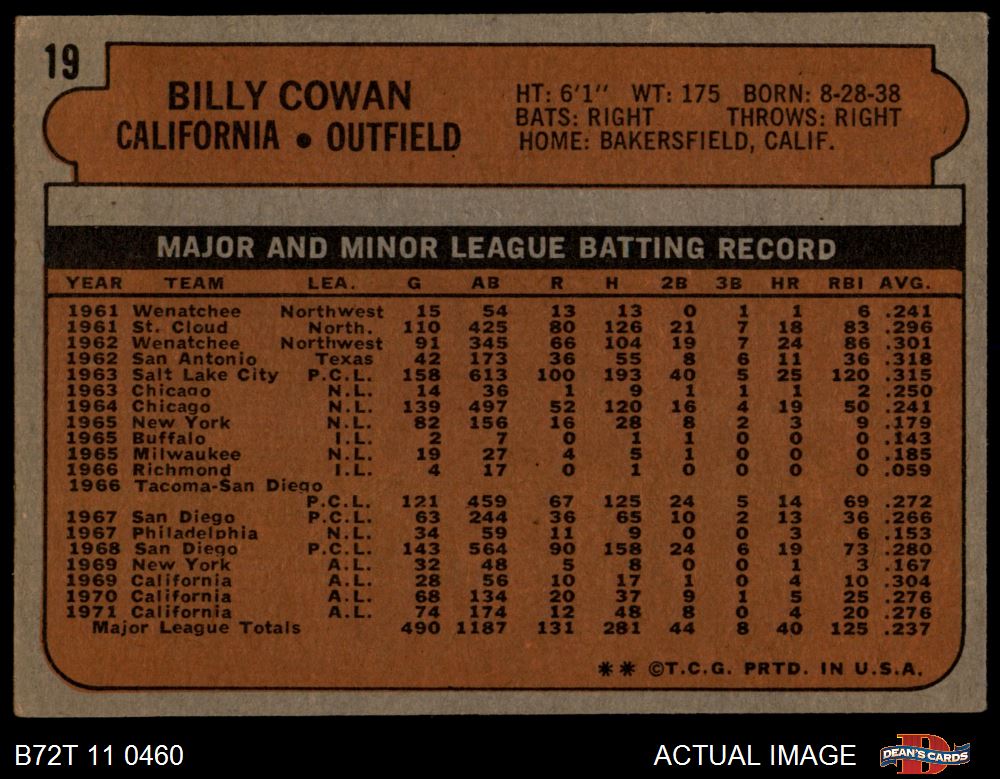 19
BILLY COWAN
CALIFORNIA • OUTFIELD
HT: 6'1" WT: 175 BORN: 8-28-38
BATS: RIGHT THROWS: RIGHT
HOME: BAKERSFIELD, CALIF.
MAJOR AND MINOR LEAGUE BATTING RECORD
YEAR TEAM LEA. G AB R H 2B 3B HR RBI AVG.
1961 Wenatchee Northwest 15 54 13 13 0 1 1 6 .241
1961 St. Cloud North. 110 425 80 126 21 7 18 83 .296
1962 Wenatchee Northwest 91 345 66 104 19 7 24 86 .301
1962 San Antonio Texas 42 173 36 55 8 6 11 36 .318
1963 Salt Lake City P.C.L. 158 613 100 193 40 5 25 120 .315
1963 Chicago N.L. 14 36 1 9 1 1 1 2 .250
1964 Chicago N.L. 139 497 52 120 16 4 19 50 .241
1965 New York N.L. 82 156 16 28 8 2 3 9 .179
1965 Buffalo I.L. 2 7 0 1 1 0 0 0 .143
1965 Milwaukee N.L. 19 27 4 5 1 0 0 0 .185
1966 Richmond I.L. 4 17 0 1 0 0 0 0 .059
1966 Tacoma-San Diego
P.C.L. 121 459 67 125 24 5 14 69 .272
1967 San Diego P.C.L. 63 244 36 65 10 2 13 36 .266
1967 Philadelphia N.L. 34 59 11 9 0 0 3 6 .153
1968 San Diego P.C.L. 143 564 90 158 24 6 19 73 .280
1969 New York A.L. 32 48 5 8 0 0 1 3 .167
1969 California A.L. 28 56 10 17 1 0 4 10 .304
1970 California A.L. 68 134 20 37 9 1 5 25 .276
1971 California A.L. 74 174 12 48 8 0 4 20 .276
Major League Totals 490 1187 131 281 44 8 40 125 .237
** ©T.C.G. PRTD. IN U.S.A.
B72T 11 0460
ACTUAL IMAGE
DEAN'S CARDS